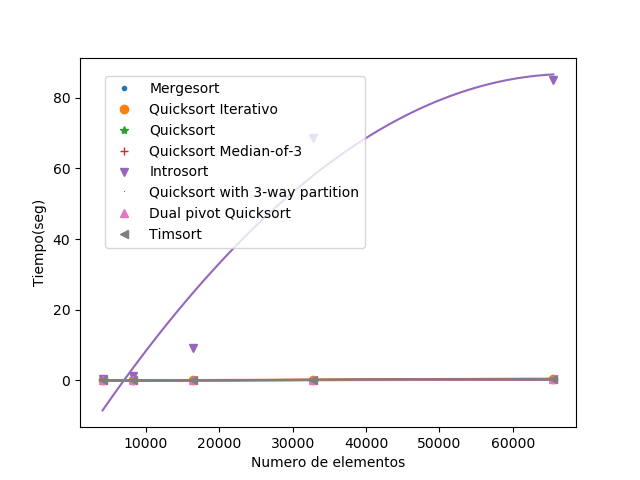 Mergesort
Quicksort Iterativo
Quicksort
Quicksort Median-of-3
Introsort
Quicksort with 3-way partition
Dual pivot Quicksort
Timsort
Tiempo(seg)
80
60
40
20
0
10000 20000 30000 40000 50000 60000
Numero de elementos